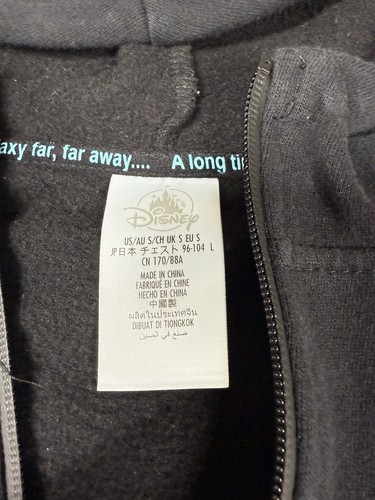 axy far, far away.... A long ti
Disney
US/AU S/CH UK S EU S
JP日本 チェスト 96-104 L
CN 170/88A
MADE IN CHINA
FABRIQUÉ EN CHINE
HECHO EN CHINA
中國製
ผลิตในประเทศจีน
DIBUAT DI TIONGKOK
صنع في الصين